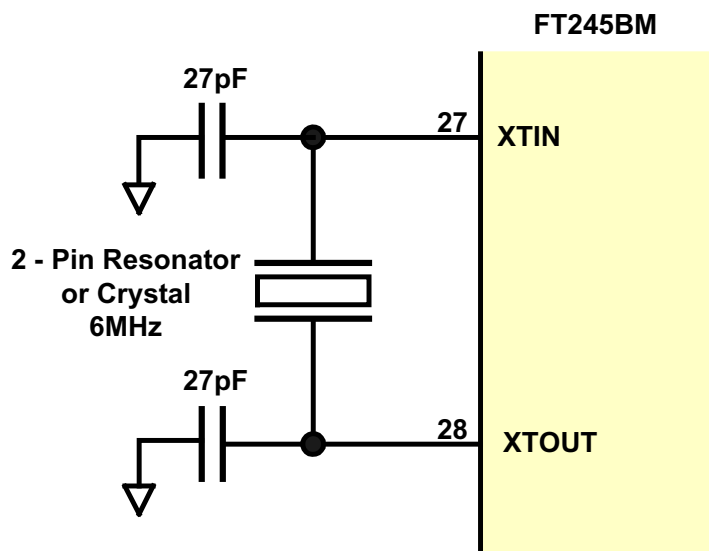 FT245BM
27pF
27
XTIN
2 - Pin Resonator
or Crystal
6MHz
27pF
28
XTOUT